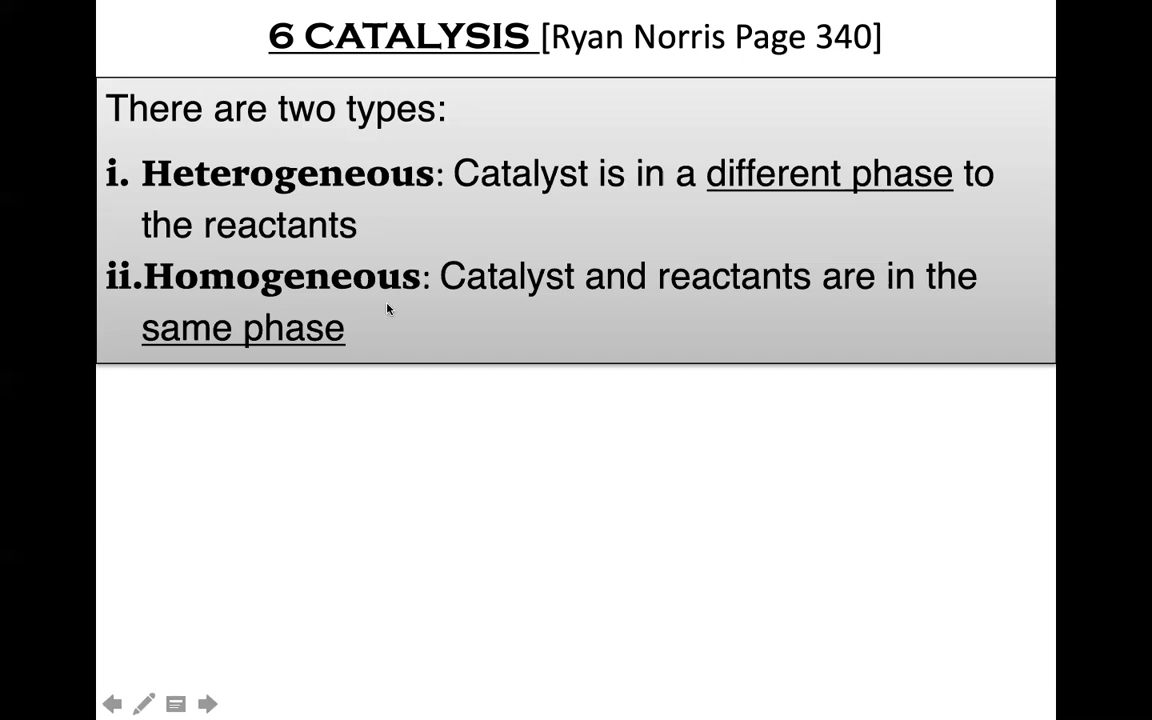 6 CATALYSIS [Ryan Norris Page 340]
There are two types:
i. Heterogeneous: Catalyst is in a different phase to
the reactants
ii.Homogeneous: Catalyst and reactants are in the
same phase